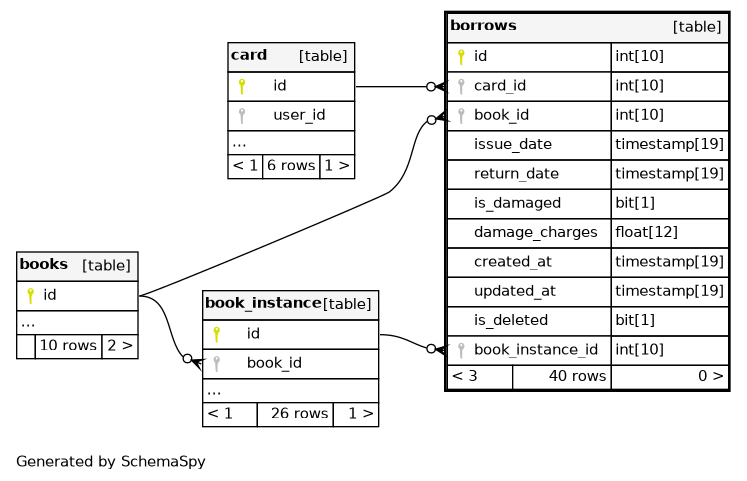 card [table]
id
user_id
...
< 1 6 rows 1 >
borrows [table]
id int[10]
card_id int[10]
book_id int[10]
issue_date timestamp[19]
return_date timestamp[19]
is_damaged bit[1]
damage_charges float[12]
created_at timestamp[19]
updated_at timestamp[19]
is_deleted bit[1]
book_instance_id int[10]
< 3 40 rows 0 >
books [table]
id
...
10 rows 2 >
book_instance [table]
id
book_id
...
< 1 26 rows 1 >
Generated by SchemaSpy